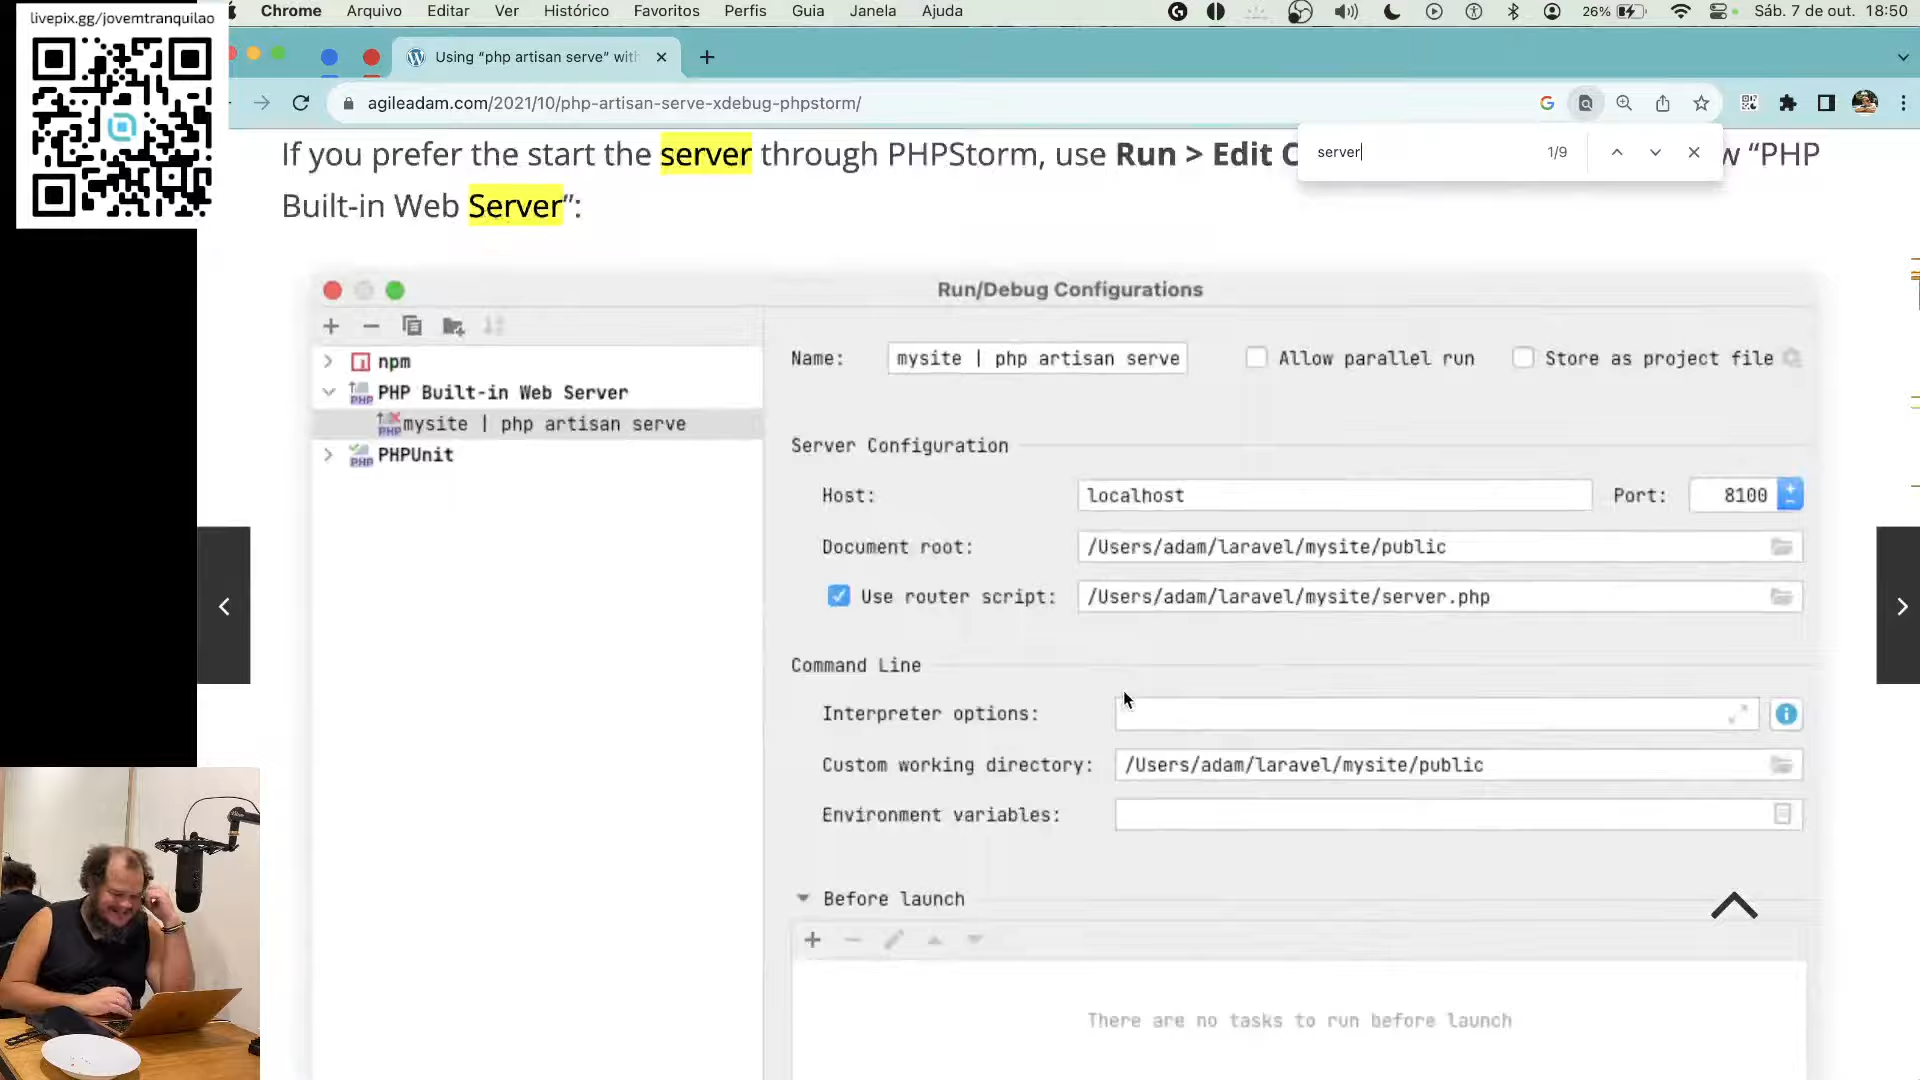 livepix.gg/jovemtranquilao
Chrome Arquivo Editar Ver Histórico Favoritos Perfis Guia Janela Ajuda 26% Sáb. 7 de out. 18:50
Using “php artisan serve” with
agileadam.com/2021/10/php-artisan-serve-xdebug-phpstorm/
server 1/9
If you prefer the start the server through PHPStorm, use Run > Edit “PHP
Built-in Web Server”:
Run/Debug Configurations
npm
PHP Built-in Web Server
mysite | php artisan serve
PHPUnit
Name: mysite | php artisan serve Allow parallel run Store as project file
Server Configuration
Host: localhost Port: 8100
Document root: /Users/adam/laravel/mysite/public
Use router script: /Users/adam/laravel/mysite/server.php
Command Line
Interpreter options:
Custom working directory: /Users/adam/laravel/mysite/public
Environment variables:
Before launch
There are no tasks to run before launch